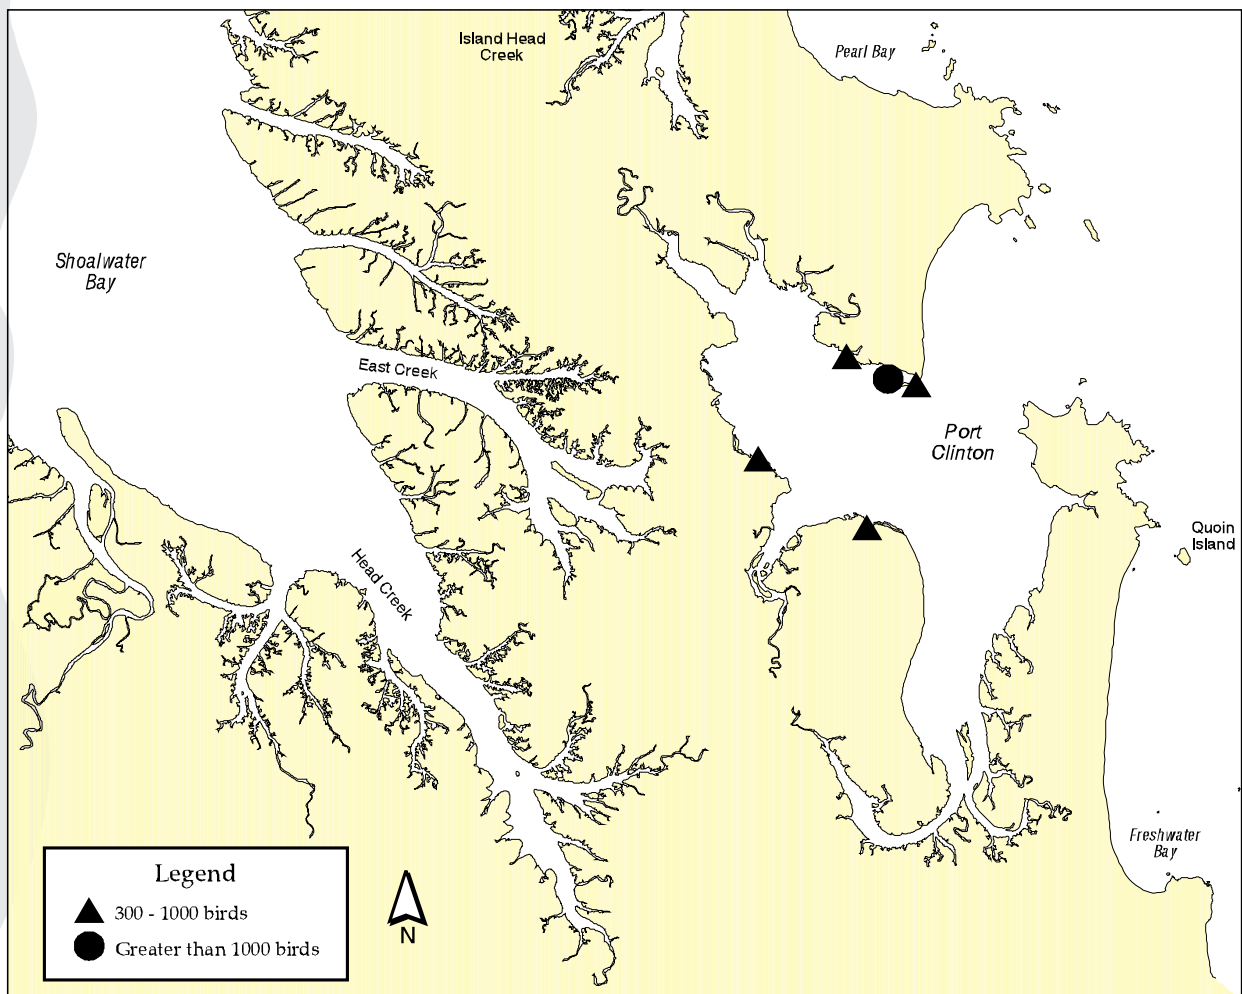 Island Head
Creek
Pearl Bay
Shoalwater
Bay
East Creek
Port
Clinton
Quoin
Island
Head Creek
Freshwater
Bay
Legend
300 - 1000 birds
Greater than 1000 birds
N